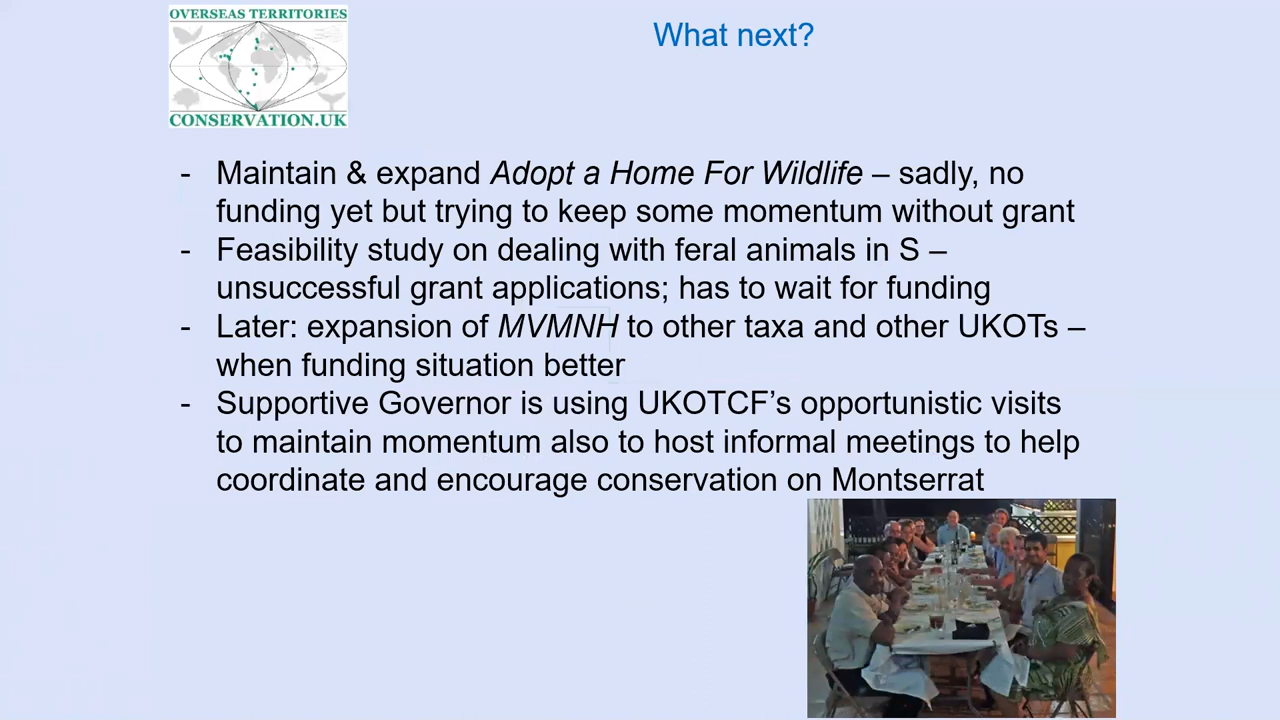 OVERSEAS TERRITORIES
CONSERVATION.UK
What next?
- Maintain & expand Adopt a Home For Wildlife – sadly, no
funding yet but trying to keep some momentum without grant
- Feasibility study on dealing with feral animals in S –
unsuccessful grant applications; has to wait for funding
- Later: expansion of MVMNH to other taxa and other UKOTs –
when funding situation better
- Supportive Governor is using UKOTCF’s opportunistic visits
to maintain momentum also to host informal meetings to help
coordinate and encourage conservation on Montserrat